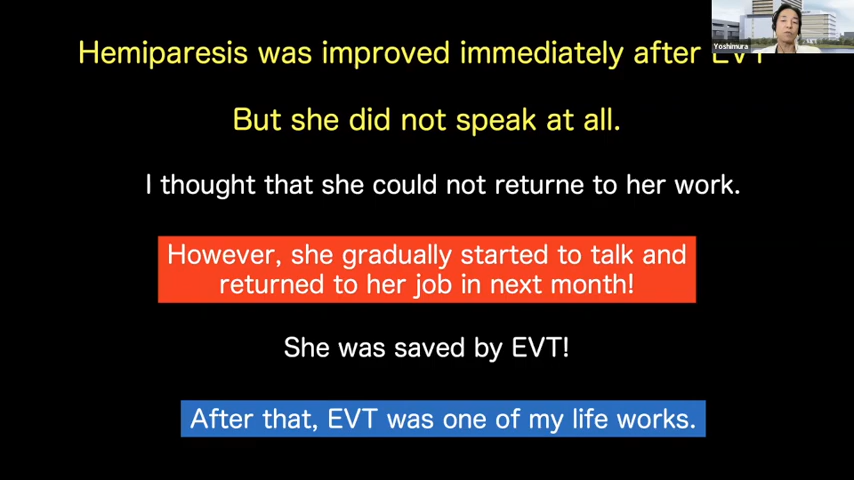 Hemiparesis was improved immediately after EVT
Yoshimura
But she did not speak at all.
I thought that she could not returne to her work.
However, she gradually started to talk and
returned to her job in next month!
She was saved by EVT!
After that, EVT was one of my life works.